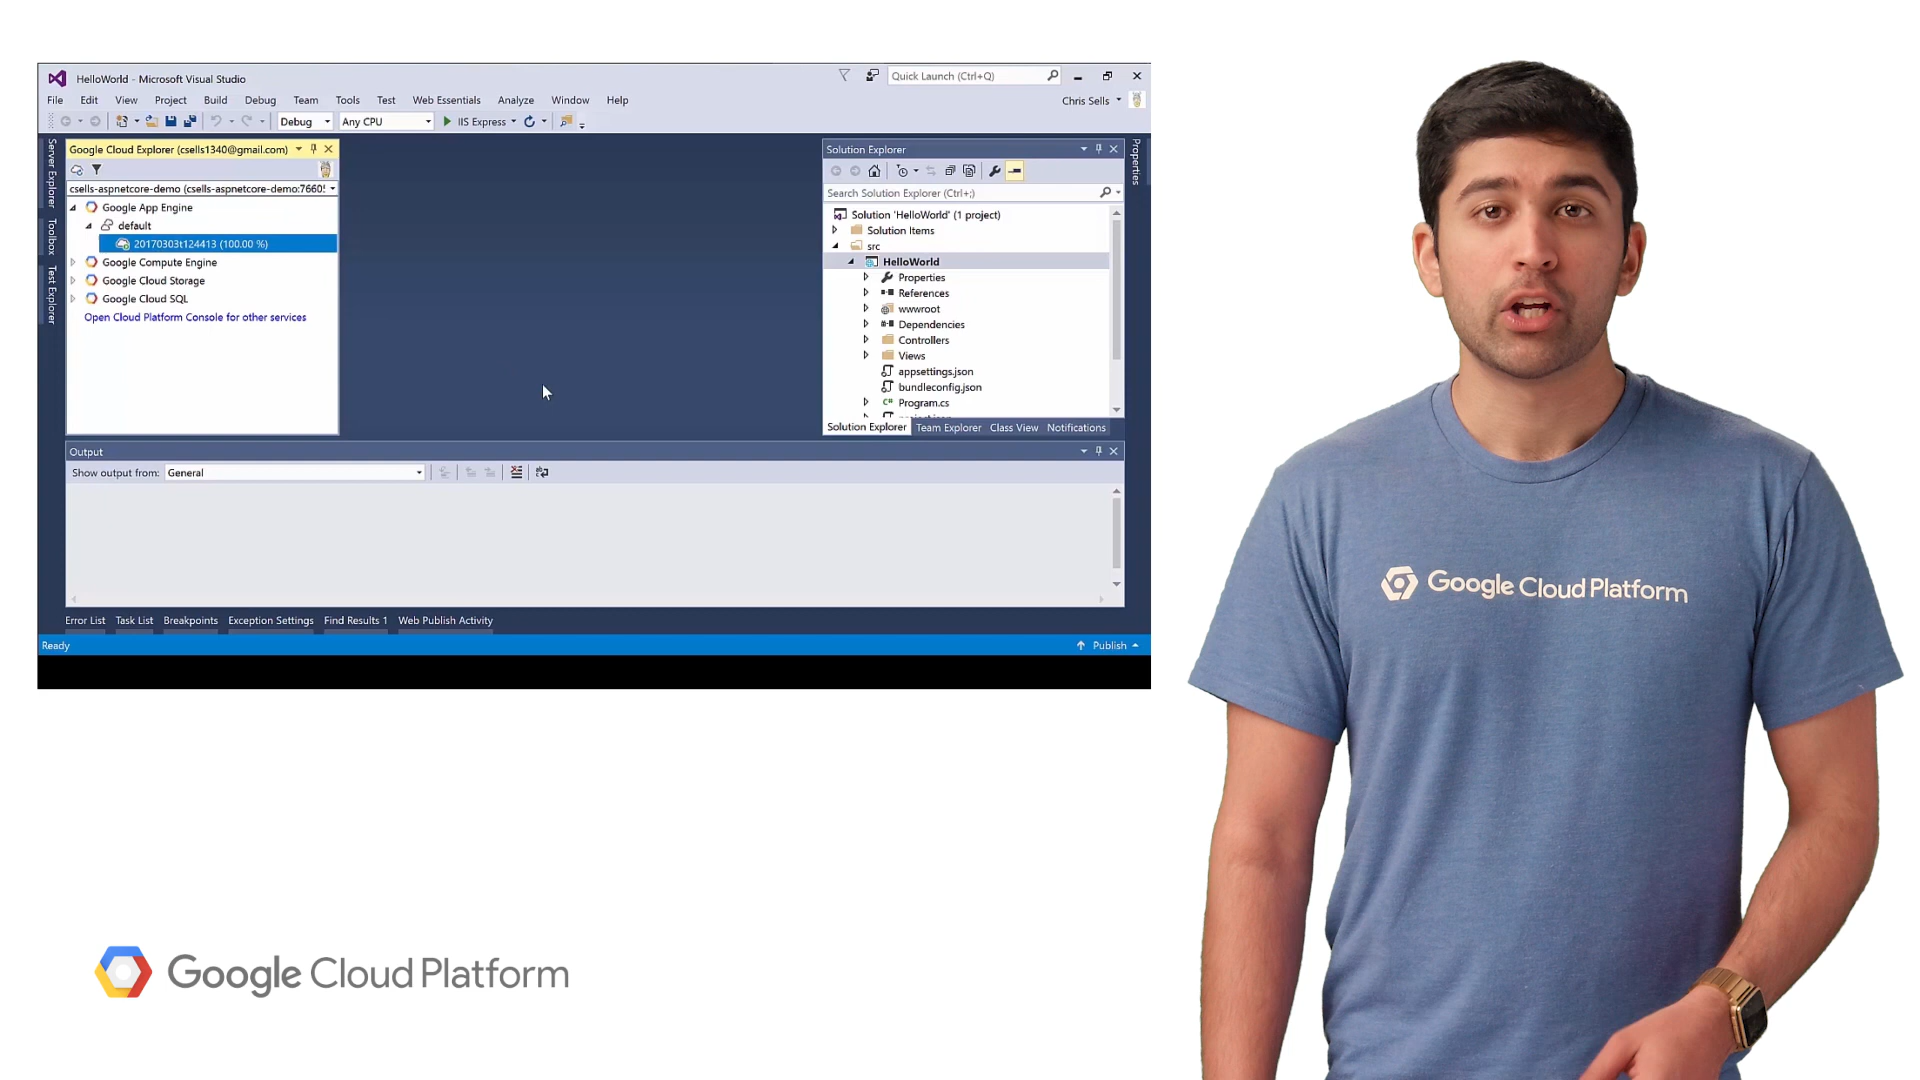 HelloWorld - Microsoft Visual Studio
Quick Launch (Ctrl+Q)
File Edit View Project Build Debug Team Tools Test Web Essentials Analyze Window Help
Chris Sells
Debug Any CPU IIS Express
Server Explorer
Toolbox
Test Explorer
Google Cloud Explorer (csells1340@gmail.com)
csells-aspnetcore-demo (csells-aspnetcore-demo:7660
Google App Engine
default
20170303t124413 (100.00 %)
Google Compute Engine
Google Cloud Storage
Google Cloud SQL
Open Cloud Platform Console for other services
Solution Explorer
Search Solution Explorer (Ctrl+;)
Solution 'HelloWorld' (1 project)
Solution Items
src
HelloWorld
Properties
References
wwwroot
Dependencies
Controllers
Views
appsettings.json
bundleconfig.json
C# Program.cs
Solution Explorer Team Explorer Class View Notifications
Properties
Output
Show output from: General
Error List Task List Breakpoints Exception Settings Find Results 1 Web Publish Activity
Ready
Publish
Google Cloud Platform
Google Cloud Platform